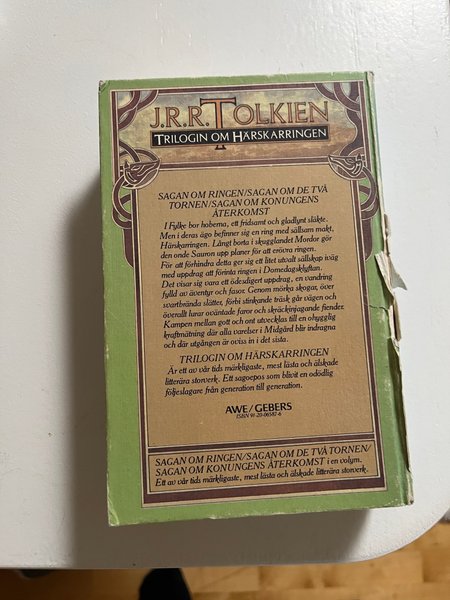 J.R.R. TOLKIEN
TRILOGIN OM HÄRSKARRINGEN
SAGAN OM RINGEN/SAGAN OM DE TVÅ
TORNEN/SAGAN OM KONUNGENS
ÅTERKOMST
I Fylke bor hoberna, ett fridsamt och gladlynt släkte.
Men i deras ägo befinner sig en ring med sällsam makt,
Härskarringen. Långt borta i skugglandet Mordor gör
den onde Sauron upp planer för att erövra ringen.
För att förhindra detta ger sig ett litet utvalt sällskap iväg
med uppdrag att förinta ringen i Domedagsklyftan.
Det visar sig vara ett ödesdigert uppdrag, en vandring
fylld av äventyr och fasor. Genom mörka skogar, över
svartbrända slätter, förbi stinkande träsk går vägen och
överallt lurar oväntade faror och skräckinjagande fiender.
Kampen mellan gott och ont utvecklas till en ohygglig
kraftmätning där alla varelser i Midgård blir indragna
och där utgången är oviss in i det sista.
TRILOGIN OM HÄRSKARRINGEN
Är ett av vår tids märkligaste, mest lästa och älskade
litterära storverk. Ett sagoepos som blivit en odödlig
följeslagare från generation till generation.
AWE/GEBERS
ISBN 91-20-06587-6
SAGAN OM RINGEN/SAGAN OM DE TVÅ TORNEN/
SAGAN OM KONUNGENS ÅTERKOMST i en volym.
Ett av vår tids märkligaste, mest lästa och älskade storverk.